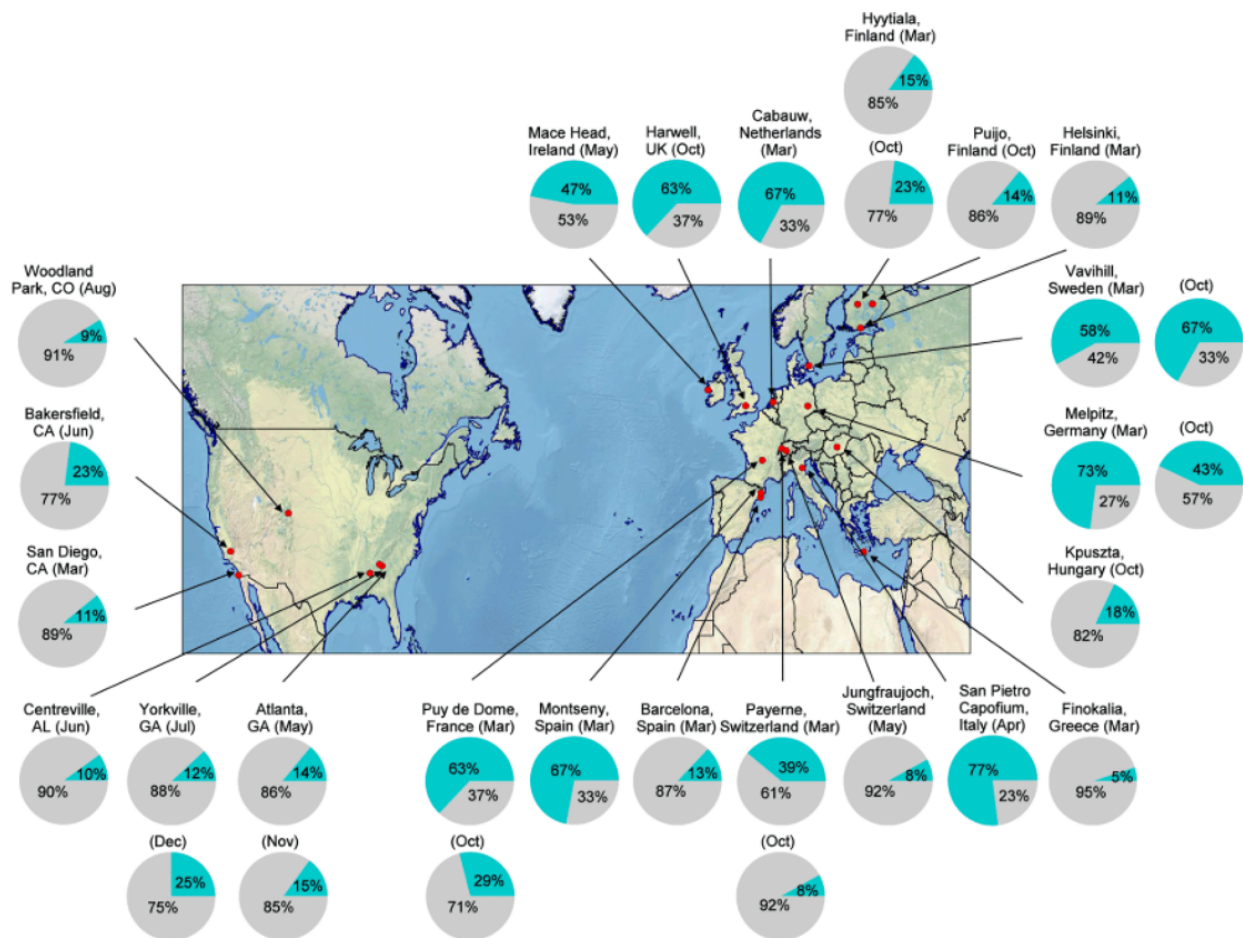 Hyytiala,
Finland (Mar)
15%
85%
Mace Head,
Ireland (May)
47%
53%
Harwell,
UK (Oct)
63%
37%
Cabauw,
Netherlands
(Mar)
67%
33%
(Oct)
23%
77%
Puijo,
Finland (Oct)
14%
86%
Helsinki,
Finland (Mar)
11%
89%
Woodland
Park, CO (Aug)
9%
91%
Vavihill,
Sweden (Mar)
58%
42%
(Oct)
67%
33%
Bakersfield,
CA (Jun)
23%
77%
Melpitz,
Germany (Mar)
73%
27%
(Oct)
43%
57%
San Diego,
CA (Mar)
11%
89%
Kpuszta,
Hungary (Oct)
18%
82%
Centreville,
AL (Jun)
10%
90%
Yorkville,
GA (Jul)
12%
88%
Atlanta,
GA (May)
14%
86%
Puy de Dome,
France (Mar)
63%
37%
Montseny,
Spain (Mar)
67%
33%
Barcelona,
Spain (Mar)
13%
87%
Payerne,
Switzerland (Mar)
39%
61%
Jungfraujoch,
Switzerland
(May)
8%
92%
San Pietro
Capofium,
Italy (Apr)
77%
23%
Finokalia,
Greece (Mar)
5%
95%
(Dec)
25%
75%
(Nov)
15%
85%
(Oct)
29%
71%
(Oct)
8%
92%